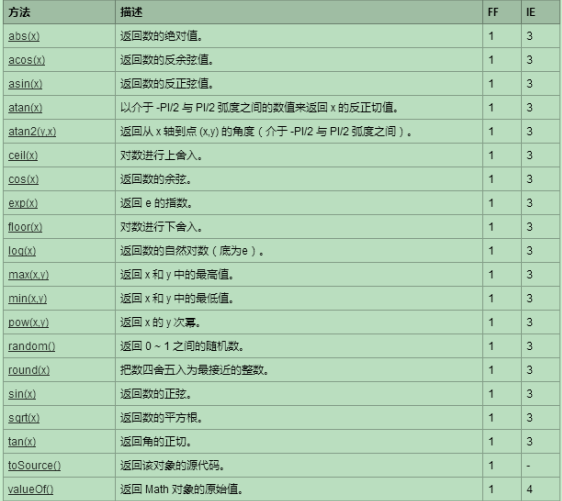 方法 描述 FF IE
abs(x) 返回数的绝对值。 1 3
acos(x) 返回数的反余弦值。 1 3
asin(x) 返回数的反正弦值。 1 3
atan(x) 以介于 -PI/2 与 PI/2 弧度之间的数值来返回 x 的反正切值。 1 3
atan2(y,x) 返回从 x 轴到点 (x,y) 的角度（介于 -PI/2 与 PI/2 弧度之间）。 1 3
ceil(x) 对数进行上舍入。 1 3
cos(x) 返回数的余弦。 1 3
exp(x) 返回 e 的指数。 1 3
floor(x) 对数进行下舍入。 1 3
log(x) 返回数的自然对数（底为e）。 1 3
max(x,y) 返回 x 和 y 中的最高值。 1 3
min(x,y) 返回 x 和 y 中的最低值。 1 3
pow(x,y) 返回 x 的 y 次幂。 1 3
random() 返回 0 ~ 1 之间的随机数。 1 3
round(x) 把数四舍五入为最接近的整数。 1 3
sin(x) 返回数的正弦。 1 3
sqrt(x) 返回数的平方根。 1 3
tan(x) 返回角的正切。 1 3
toSource() 返回该对象的源代码。 1 -
valueOf() 返回 Math 对象的原始值。 1 4